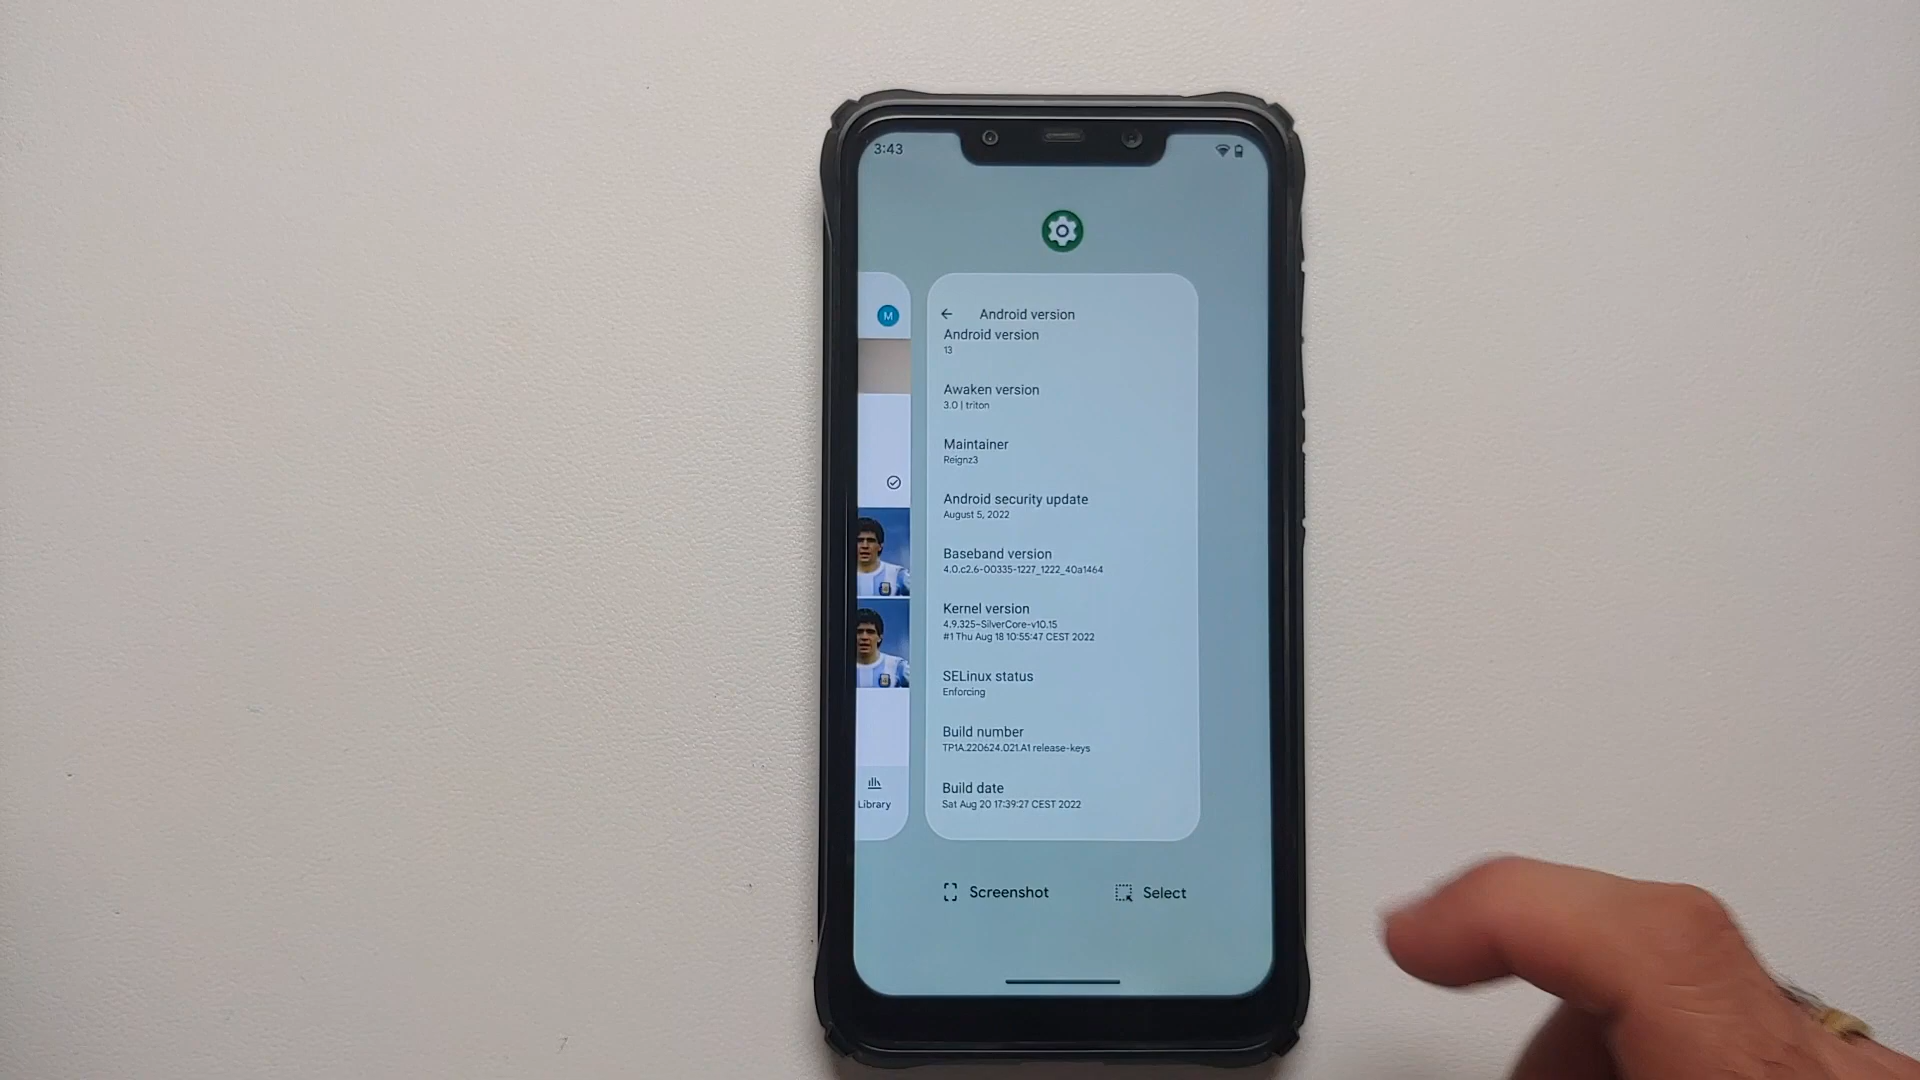 3:43
M
Android version
Android version
13
Awaken version
3.0 | triton
Maintainer
Reignz3
Android security update
August 5, 2022
Baseband version
4.0.c2.6-00335-1227_1222_40a1464
Kernel version
4.9.325-SilverCore-v10.15
#1 Thu Aug 18 10:55:47 CEST 2022
SELinux status
Enforcing
Build number
TP1A.220624.021.A1 release-keys
Build date
Sat Aug 20 17:39:27 CEST 2022
Library
Screenshot
Select